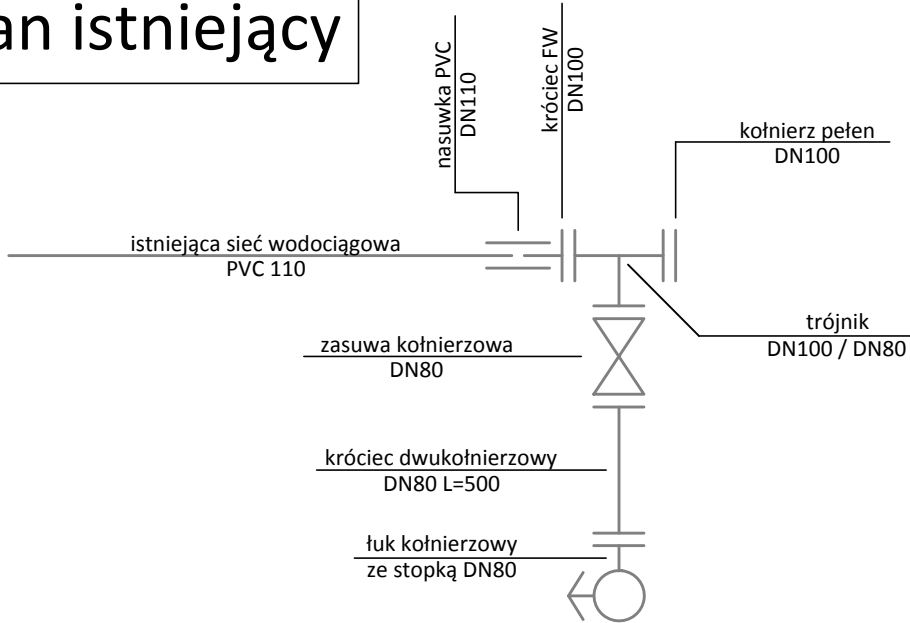 an istniejący
nasuwka PVC
DN110
króciec FW
DN100
kołnierz pełen
DN100
istniejąca sieć wodociągowa
PVC 110
trójnik
DN100 / DN80
zasuwa kołnierzowa
DN80
króciec dwukołnierzowy
DN80 L=500
łuk kołnierzowy
ze stopką DN80